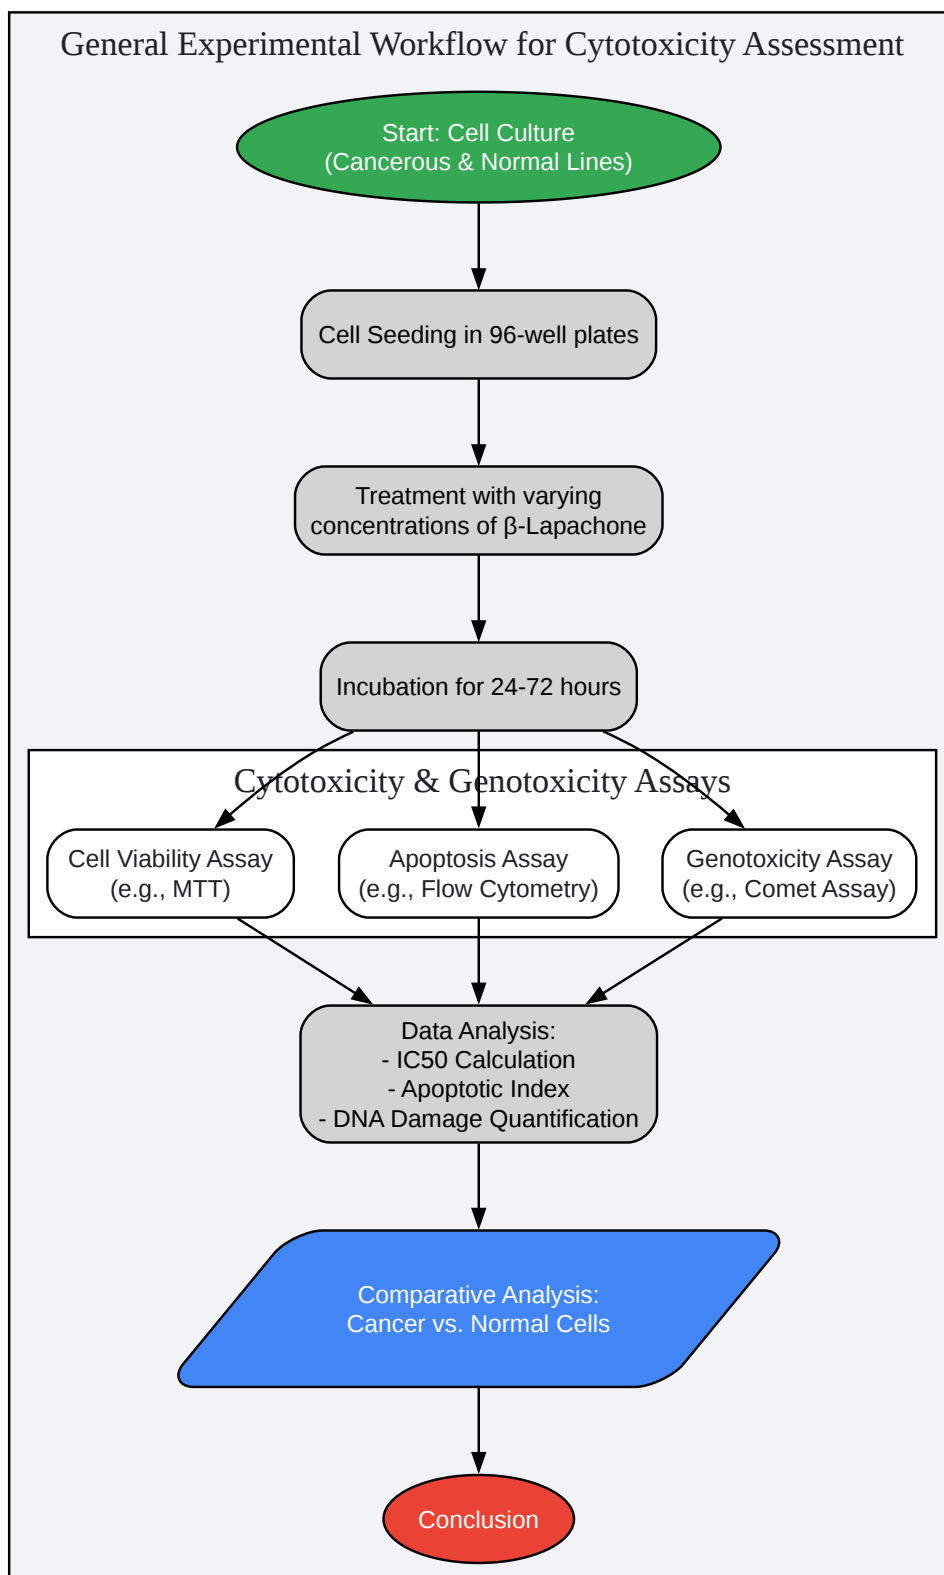 General Experimental Workflow for Cytotoxicity Assessment
Start: Cell Culture
(Cancerous & Normal Lines)
Cell Seeding in 96-well plates
Treatment with varying
concentrations of β-Lapachone
Incubation for 24-72 hours
Cytotoxicity & Genotoxicity Assays
Cell Viability Assay
(e.g., MTT)
Apoptosis Assay
(e.g., Flow Cytometry)
Genotoxicity Assay
(e.g., Comet Assay)
Data Analysis:
- IC50 Calculation
- Apoptotic Index
- DNA Damage Quantification
Comparative Analysis:
Cancer vs. Normal Cells
Conclusion